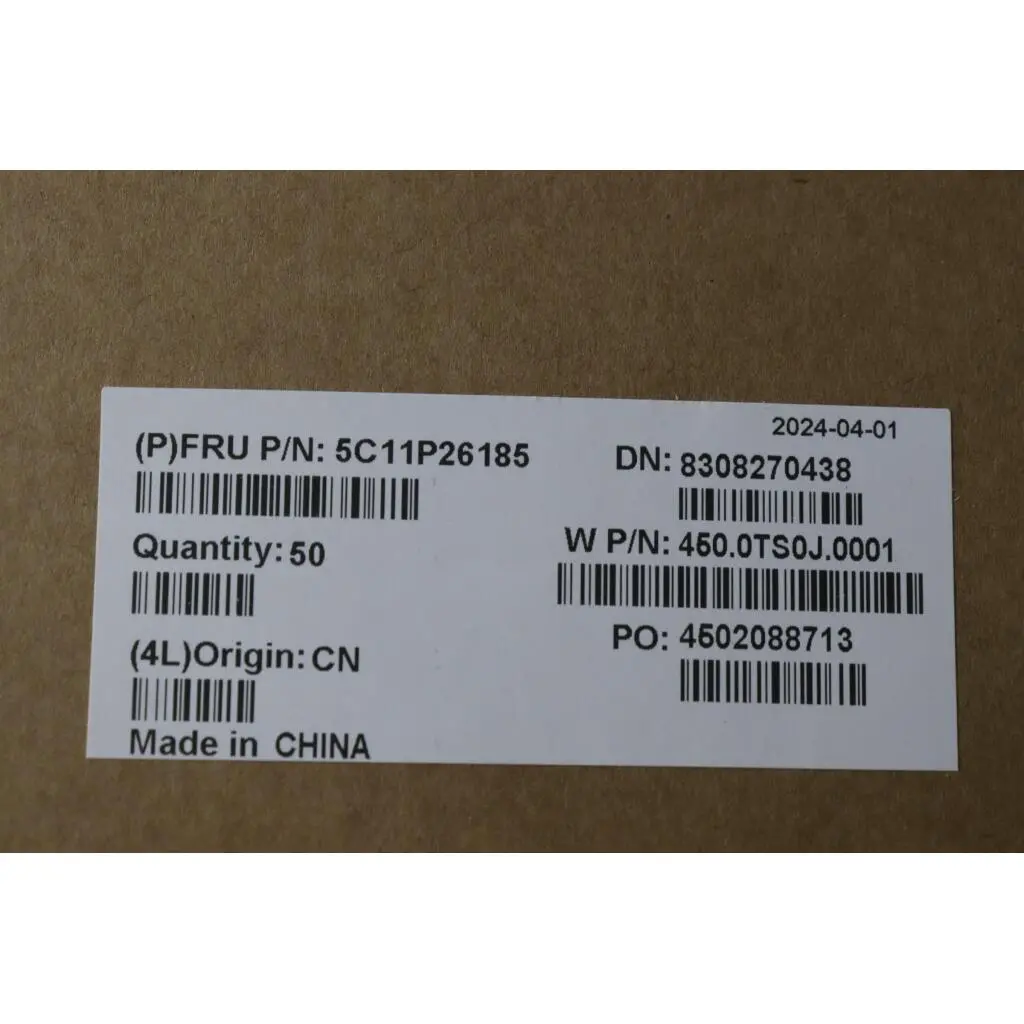 2024-04-01
(P)FRU P/N: 5C11P26185
DN: 8308270438
Quantity: 50
W P/N: 450.0TS0J.0001
(4L)Origin: CN
PO: 4502088713
Made in CHINA